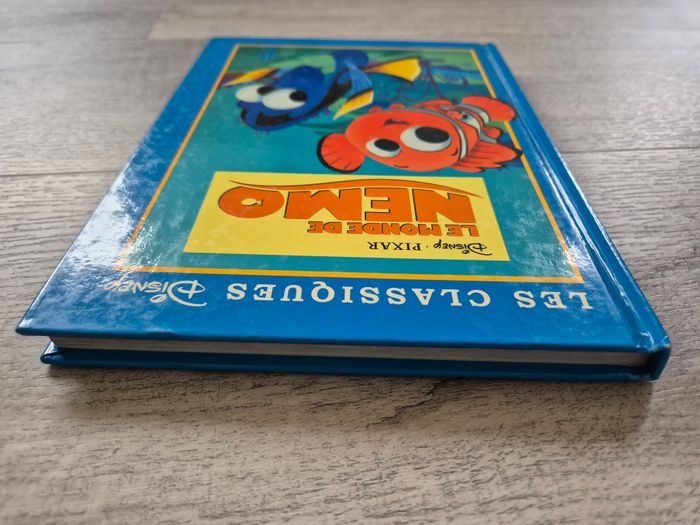 LES CLASSIQUES DISNEY
DISNEY · PIXAR
LE MONDE DE
NEMO